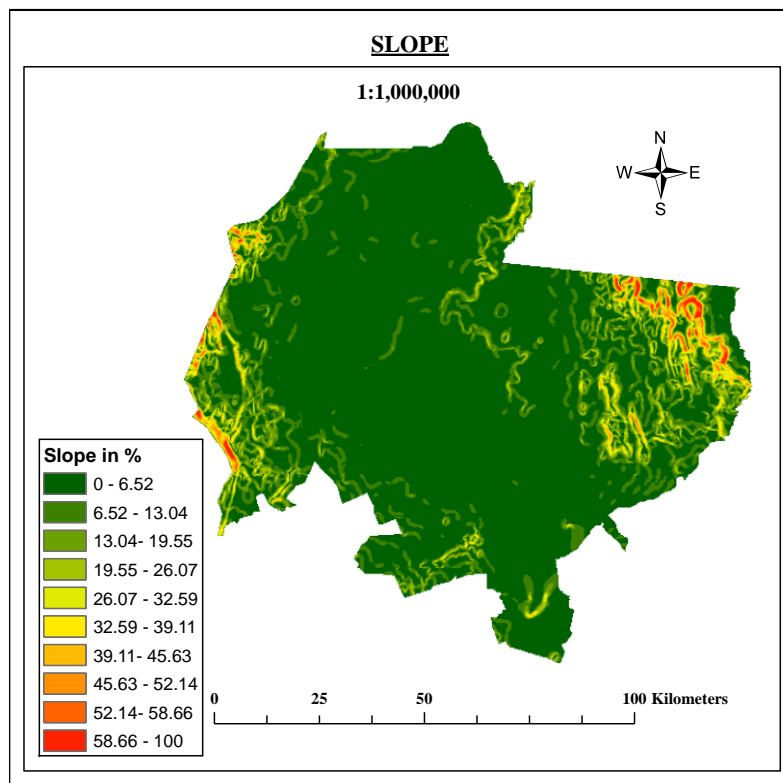 SLOPE
1:1,000,000
N
W E
S
Slope in %
0 - 6.52
6.52 - 13.04
13.04- 19.55
19.55 - 26.07
26.07 - 32.59
32.59 - 39.11
39.11- 45.63
45.63 - 52.14
52.14- 58.66
58.66 - 100
0 25 50 100 Kilometers